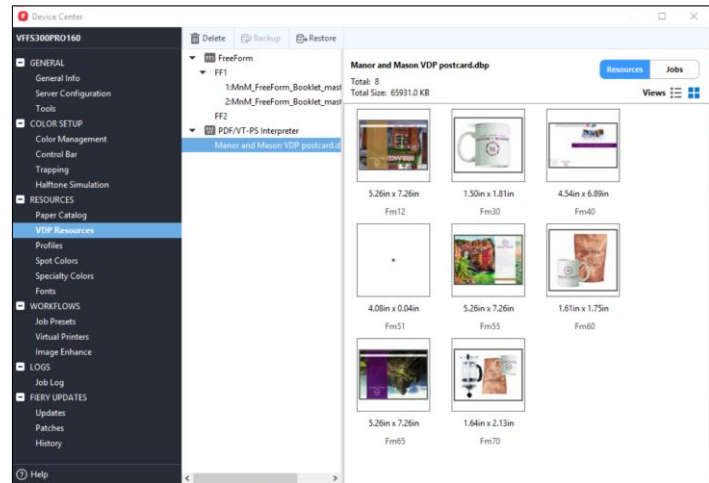 Device Center
VFFS300PRO160
GENERAL
General Info
Server Configuration
Tools
COLOR SETUP
Color Management
Control Bar
Trapping
Halftone Simulation
RESOURCES
Paper Catalog
VDP Resources
Profiles
Spot Colors
Specialty Colors
Fonts
WORKFLOWS
Job Presets
Virtual Printers
Image Enhance
LOGS
Job Log
FIERY UPDATES
Updates
Patches
History
Help
Delete Backup Restore
FreeForm
FF1
1:MnM_FreeForm_Booklet_mast
2:MnM_FreeForm_Booklet_mast
FF2
PDF/VT-PS Interpreter
Manor and Mason VDP postcard.d
Manor and Mason VDP postcard.dbp
Total: 8
Total Size: 65931.0 KB
Resources Jobs
Views
5.26in x 7.26in 1.50in x 1.81in 4.54in x 6.89in
Fm12 Fm30 Fm40
4.08in x 0.04in 5.26in x 7.26in 1.61in x 1.75in
Fm51 Fm55 Fm60
5.26in x 7.26in 1.64in x 2.13in
Fm65 Fm70